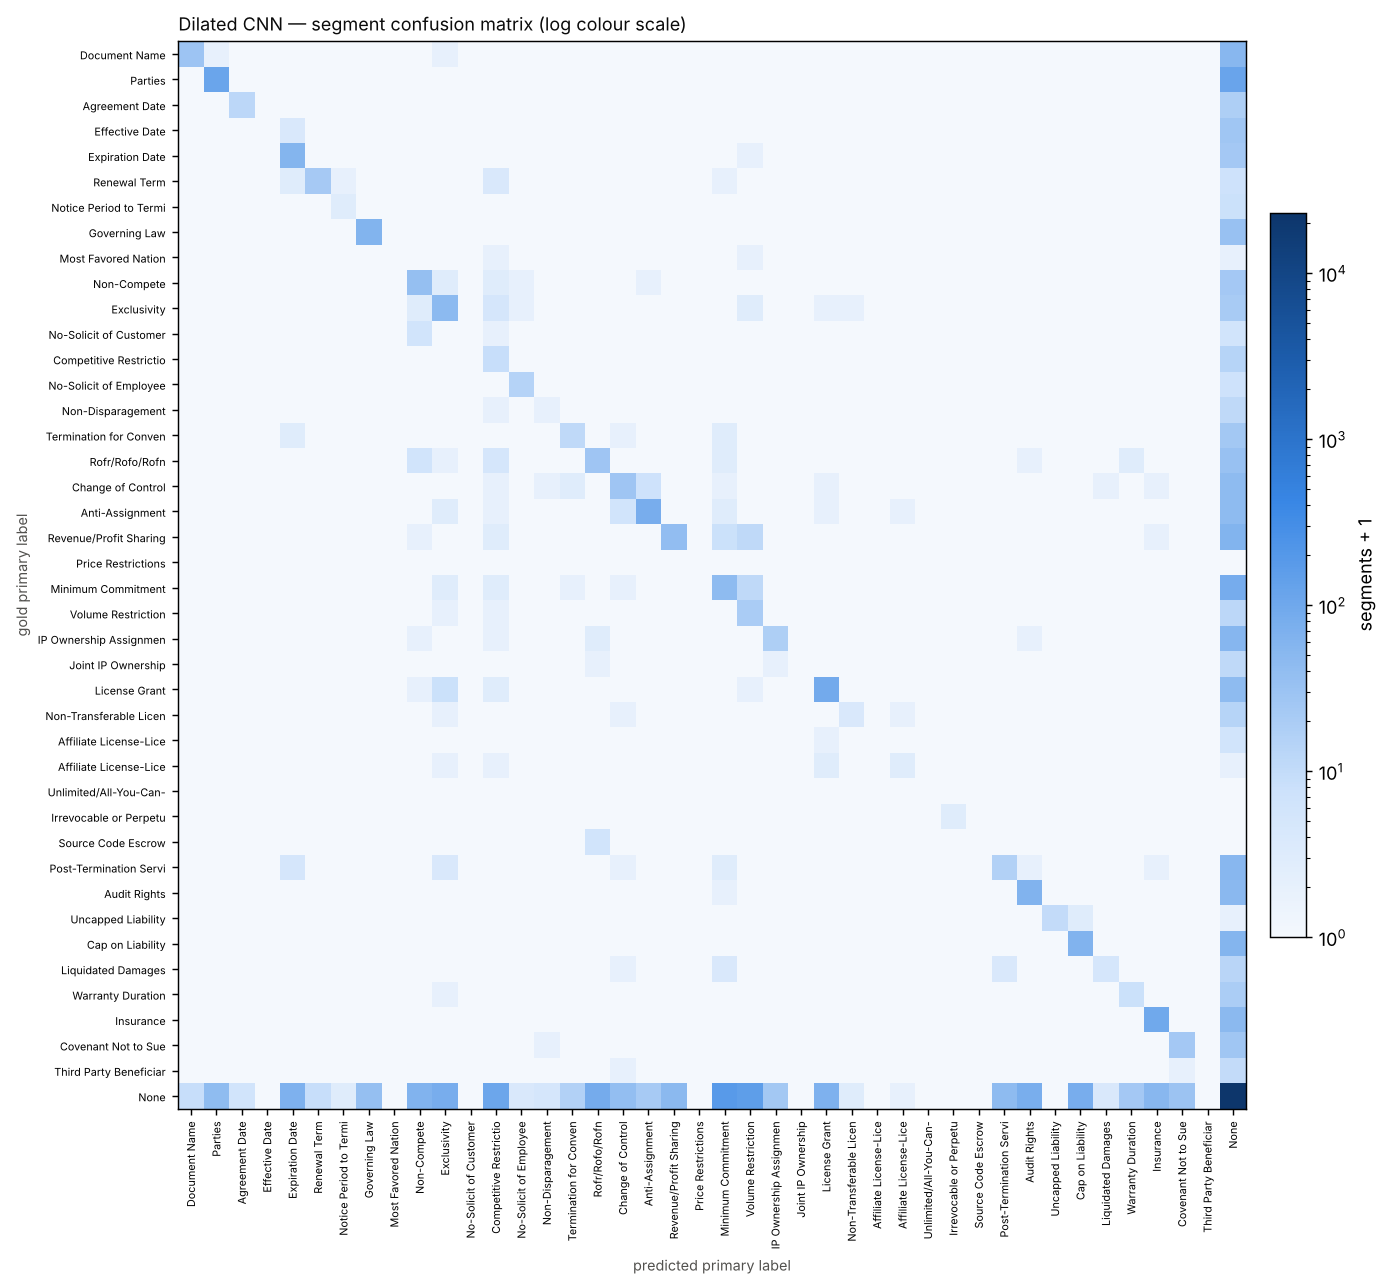 Dilated CNN — segment confusion matrix (log colour scale)
gold primary label
Document Name
Parties
Agreement Date
Effective Date
Expiration Date
Renewal Term
Notice Period to Termi
Governing Law
Most Favored Nation
Non-Compete
Exclusivity
No-Solicit of Customer
Competitive Restrictio
No-Solicit of Employee
Non-Disparagement
Termination for Conven
Rofr/Rofo/Rofn
Change of Control
Anti-Assignment
Revenue/Profit Sharing
Price Restrictions
Minimum Commitment
Volume Restriction
IP Ownership Assignmen
Joint IP Ownership
License Grant
Non-Transferable Licen
Affiliate License-Lice
Affiliate License-Lice
Unlimited/All-You-Can-
Irrevocable or Perpetu
Source Code Escrow
Post-Termination Servi
Audit Rights
Uncapped Liability
Cap on Liability
Liquidated Damages
Warranty Duration
Insurance
Covenant Not to Sue
Third Party Beneficiar
None
Document Name
Parties
Agreement Date
Effective Date
Expiration Date
Renewal Term
Notice Period to Termi
Governing Law
Most Favored Nation
Non-Compete
Exclusivity
No-Solicit of Customer
Competitive Restrictio
No-Solicit of Employee
Non-Disparagement
Termination for Conven
Rofr/Rofo/Rofn
Change of Control
Anti-Assignment
Revenue/Profit Sharing
Price Restrictions
Minimum Commitment
Volume Restriction
IP Ownership Assignmen
Joint IP Ownership
License Grant
Non-Transferable Licen
Affiliate License-Lice
Affiliate License-Lice
Unlimited/All-You-Can-
Irrevocable or Perpetu
Source Code Escrow
Post-Termination Servi
Audit Rights
Uncapped Liability
Cap on Liability
Liquidated Damages
Warranty Duration
Insurance
Covenant Not to Sue
Third Party Beneficiar
None
predicted primary label
10⁴
10³
10²
10¹
10⁰
segments + 1